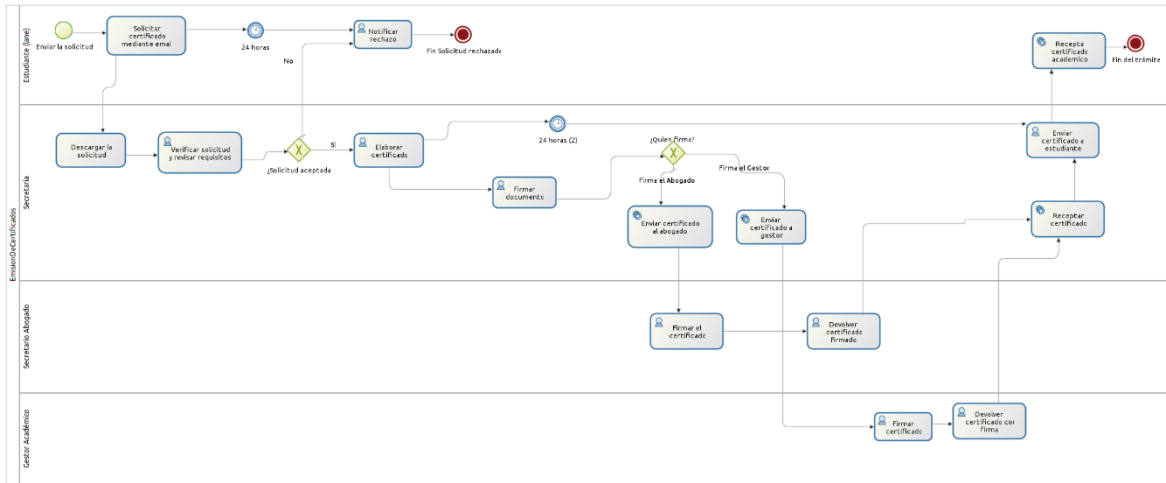 EmisionDeCertificados
Estudiante (lane)
Enviar la solicitud
Solicitar
certificado
mediante emai
24 horas
Notificar
rechazo
Fin Solicitud rechazada
No
Recepta
certificado
academico
Fin del trámite
Secretaria
Descargar la
solicitud
Verificar solicitud
y revisar requisitos
¿Solicitud aceptada
Si
Elaborar
certificado
24 horas (2)
¿Quien firma?
Enviar
certificado a
estudiante
Firma el Abogado
Firma el Gestor
Firmar
documento
Enviar certificado
al abogado
Enviar
certificado a
gestor
Receptar
certificado
Secretario Abogado
Firmar el
certificado
Devolver
certificado
firmado
Gestor Académico
Firmar
certificado
Devolver
certificado con
firma